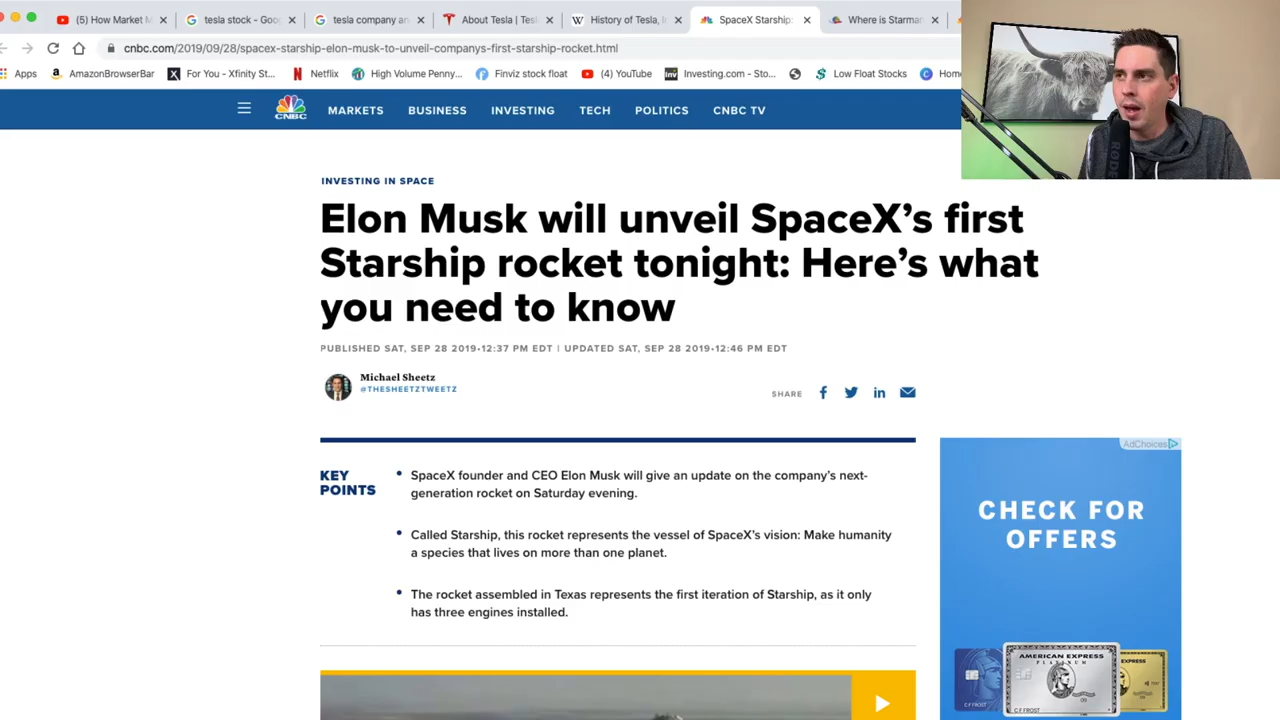 (5) How Market M
tesla stock - Goo
tesla company an
About Tesla | Tesl
History of Tesla, I
SpaceX Starship:
Where is Starman
cnbc.com/2019/09/28/spacex-starship-elon-musk-to-unveil-companys-first-starship-rocket.html
Apps
AmazonBrowserBar
For You - Xfinity St...
Netflix
High Volume Penny...
Finviz stock float
(4) YouTube
Investing.com - Sto...
Low Float Stocks
Hom
CNBC
MARKETS
BUSINESS
INVESTING
TECH
POLITICS
CNBC TV
RØDE
INVESTING IN SPACE
Elon Musk will unveil SpaceX's first
Starship rocket tonight: Here's what
you need to know
PUBLISHED SAT, SEP 28 2019•12:37 PM EDT | UPDATED SAT, SEP 28 2019•12:46 PM EDT
Michael Sheetz
@THESHEETZTWEETZ
SHARE
KEY
POINTS
• SpaceX founder and CEO Elon Musk will give an update on the company's next-
generation rocket on Saturday evening.
• Called Starship, this rocket represents the vessel of SpaceX's vision: Make humanity
a species that lives on more than one planet.
• The rocket assembled in Texas represents the first iteration of Starship, as it only
has three engines installed.
AdChoices
CHECK FOR
OFFERS
AMERICAN EXPRESS
PLATINUM
C F FROST
C F FROST